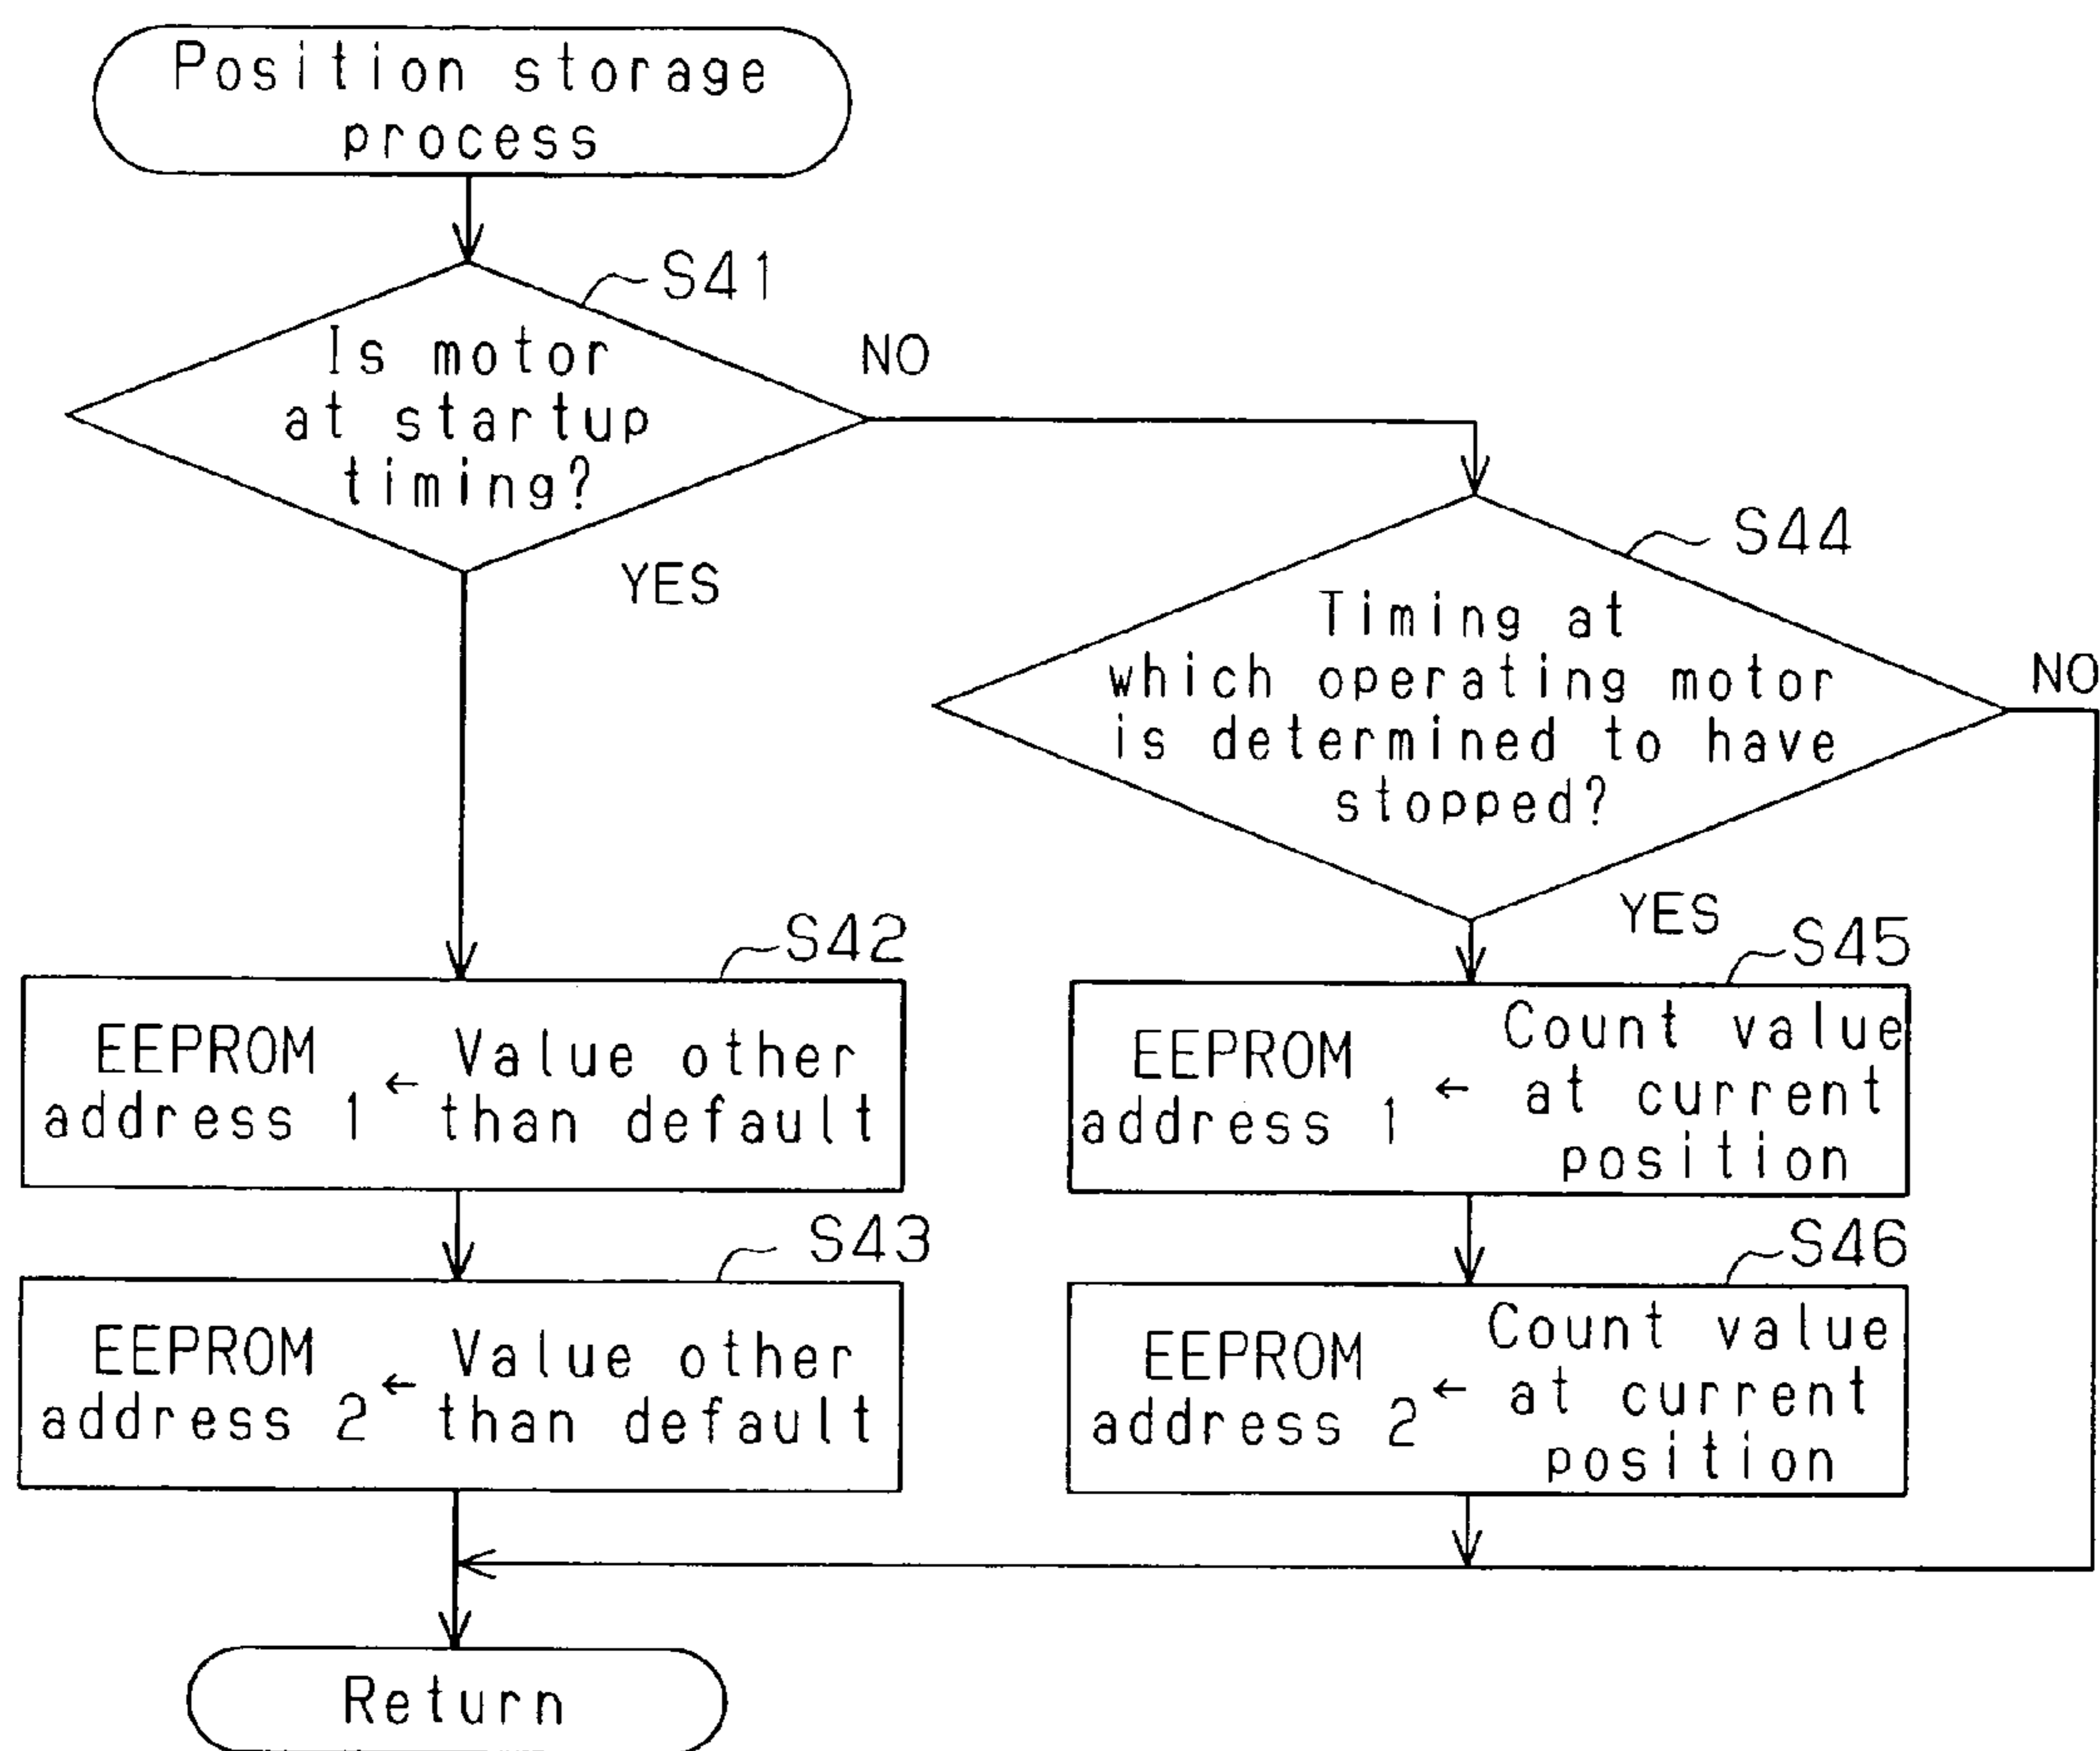 Position storage
process
S41
Is motor
at startup
timing?
NO
YES
S44
Timing at
which operating motor
is determined to have
stopped?
NO
YES
S42
EEPROM
address 1
←
Value other
than default
S45
EEPROM
address 1
←
Count value
at current
position
S43
EEPROM
address 2
←
Value other
than default
S46
EEPROM
address 2
←
Count value
at current
position
Return